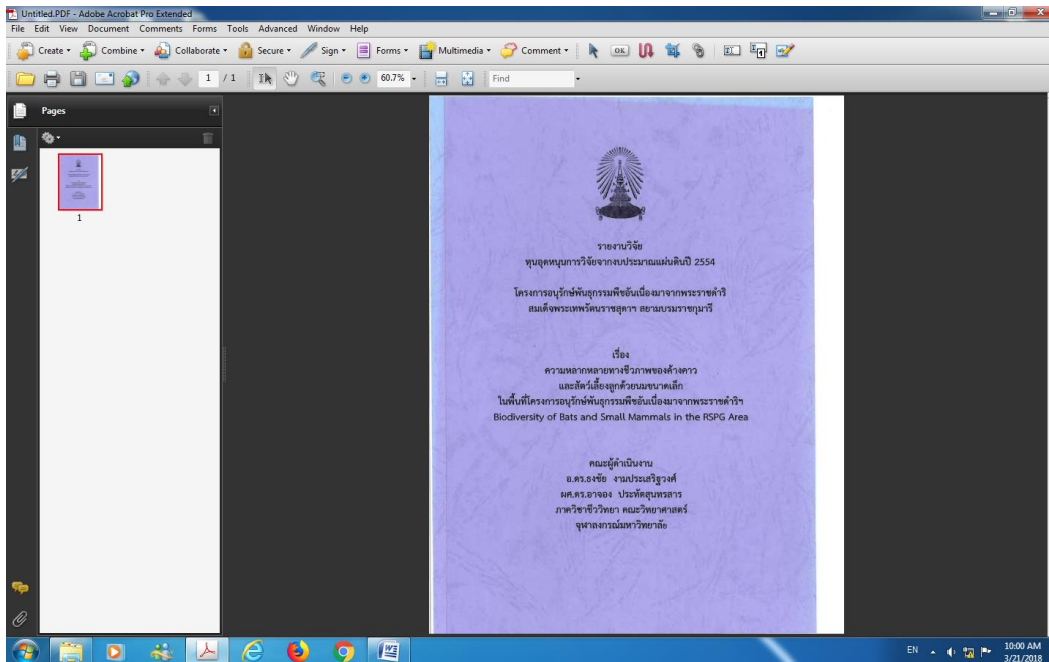 Untitled.PDF - Adobe Acrobat Pro Extended
File Edit View Document Comments Forms Tools Advanced Window Help
Create Combine Collaborate Secure Sign Forms Multimedia Comment OK
1 / 1 60.7% Find
Pages
1
รายงานวิจัย
ทุนอุดหนุนการวิจัยจากงบประมาณแผ่นดินปี 2554
โครงการอนุรักษ์พันธุกรรมพืชอันเนื่องมาจากพระราชดำริ
สมเด็จพระเทพรัตนราชสุดาฯ สยามบรมราชกุมารี
เรื่อง
ความหลากหลายทางชีวภาพของค้างคาว
และสัตว์เลี้ยงลูกด้วยนมขนาดเล็ก
ในพื้นที่โครงการอนุรักษ์พันธุกรรมพืชอันเนื่องมาจากพระราชดำริฯ
Biodiversity of Bats and Small Mammals in the RSPG Area
คณะผู้ดำเนินงาน
อ.ดร.ธงชัย งามประเสริฐวงศ์
ผศ.ดร.อาจอง ประทัตสุนทรสาร
ภาควิชาชีววิทยา คณะวิทยาศาสตร์
จุฬาลงกรณ์มหาวิทยาลัย
EN 10:00 AM
3/21/2018